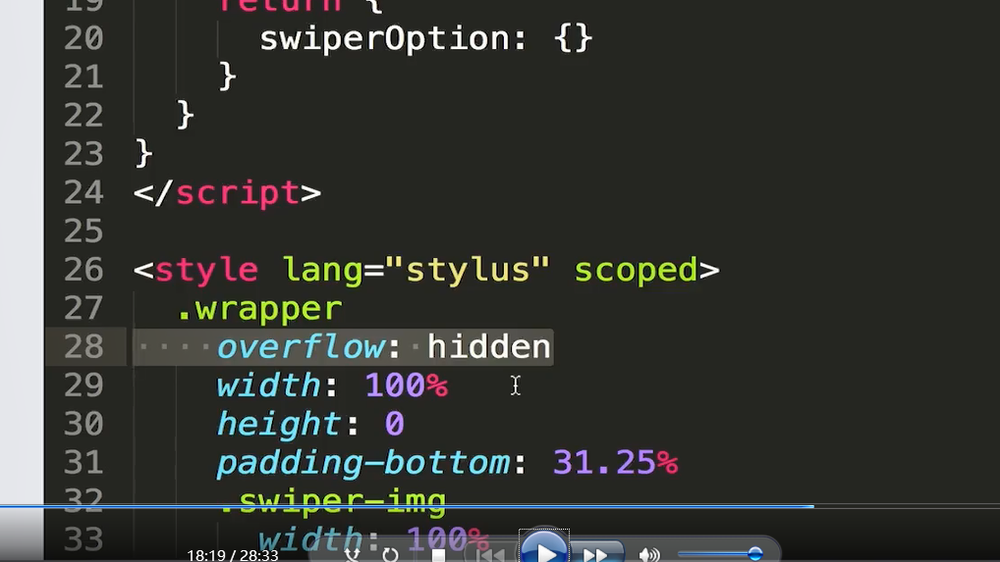 19 return {
20 swiperOption: {}
21 }
22 }
23 }
24 </script>
25
26 <style lang="stylus" scoped>
27 .wrapper
28 overflow: hidden
29 width: 100%
30 height: 0
31 padding-bottom: 31.25%
32 .swiper-img
33 width: 100%
18:19 / 28:33